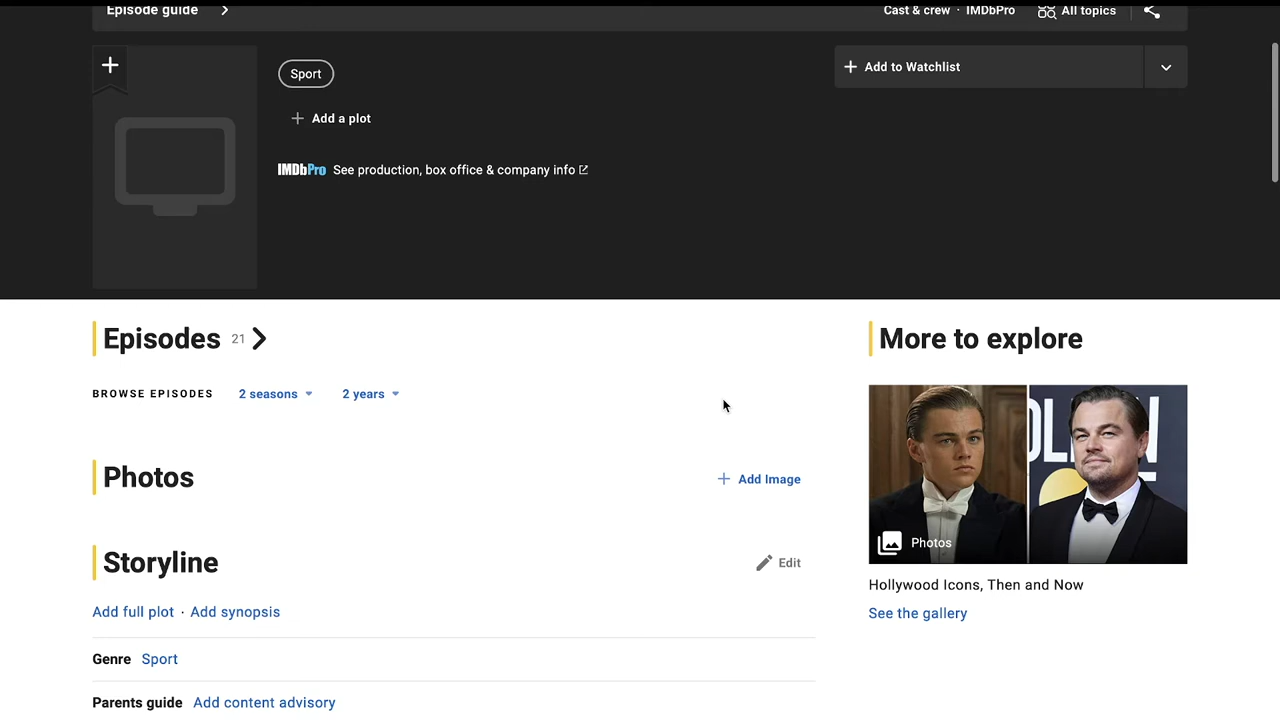 Episode guide
Cast & crew · IMDbPro
All topics
Sport
Add to Watchlist
Add a plot
IMDbPro See production, box office & company info
Episodes 21
More to explore
BROWSE EPISODES 2 seasons 2 years
Photos
Add Image
Photos
Storyline
Edit
Hollywood Icons, Then and Now
Add full plot · Add synopsis
See the gallery
Genre Sport
Parents guide Add content advisory